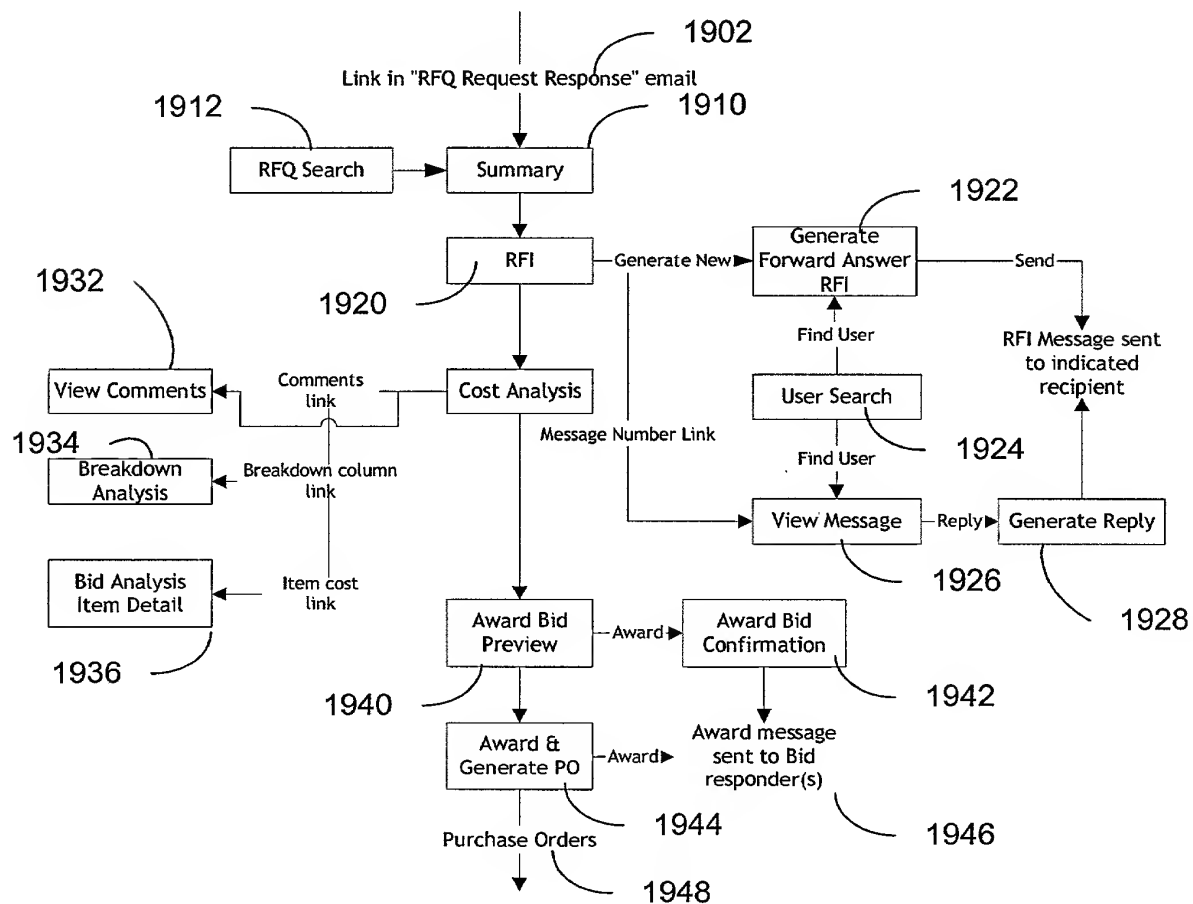 1902
Link in "RFQ Request Response" email
1912
1910
RFQ Search
Summary
1922
Generate
Forward Answer
RFI
RFI
Generate New
Send
1932
1920
Find User
RFI Message sent
to indicated
recipient
View Comments
Comments
link
Cost Analysis
User Search
1934
Message Number Link
1924
Breakdown
Analysis
Breakdown column
link
Find User
View Message
Reply
Generate Reply
Bid Analysis
Item Detail
Item cost
link
1926
1928
Award Bid
Preview
Award
Award Bid
Confirmation
1936
1940
1942
Award &
Generate PO
Award
Award message
sent to Bid
responder(s)
1944
1946
Purchase Orders
1948